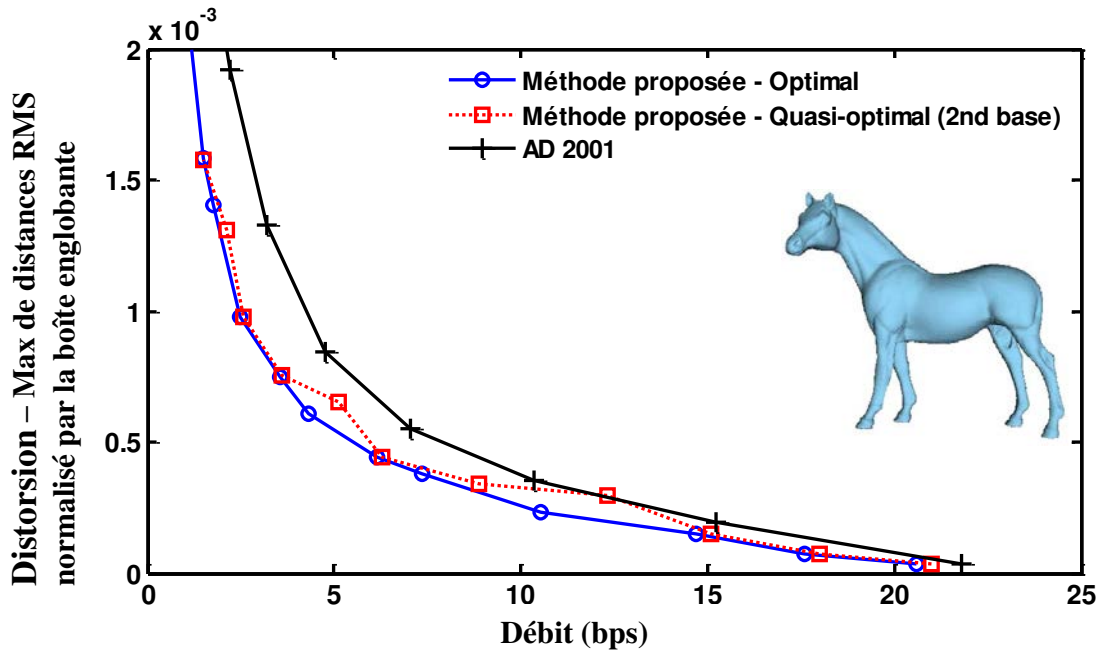 x 10⁻³
2
1.5
1
0.5
0
0
5
10
15
20
25
Méthode proposée - Optimal
Méthode proposée - Quasi-optimal (2nd base)
AD 2001
Distorsion – Max de distances RMS
normalisé par la boîte englobante
Débit (bps)